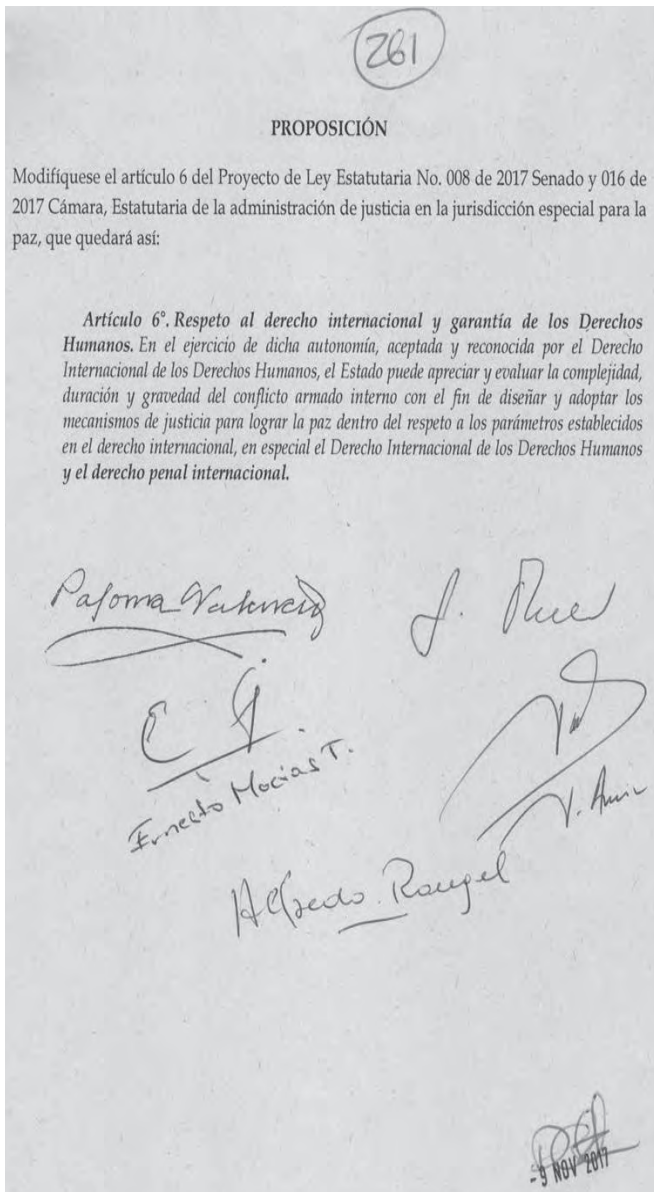 261
PROPOSICIÓN
Modifíquese el artículo 6 del Proyecto de Ley Estatutaria No. 008 de 2017 Senado y 016 de
2017 Cámara, Estatutaria de la administración de justicia en la jurisdicción especial para la
paz, que quedará así:
Artículo 6°. Respeto al derecho internacional y garantía de los Derechos
Humanos. En el ejercicio de dicha autonomía, aceptada y reconocida por el Derecho
Internacional de los Derechos Humanos, el Estado puede apreciar y evaluar la complejidad,
duración y gravedad del conflicto armado interno con el fin de diseñar y adoptar los
mecanismos de justicia para lograr la paz dentro del respeto a los parámetros establecidos
en el derecho internacional, en especial el Derecho Internacional de los Derechos Humanos
y el derecho penal internacional.
Paloma Valencia
Ernesto Macias T.
Alfredo Rangel
- 9 NOV 2017